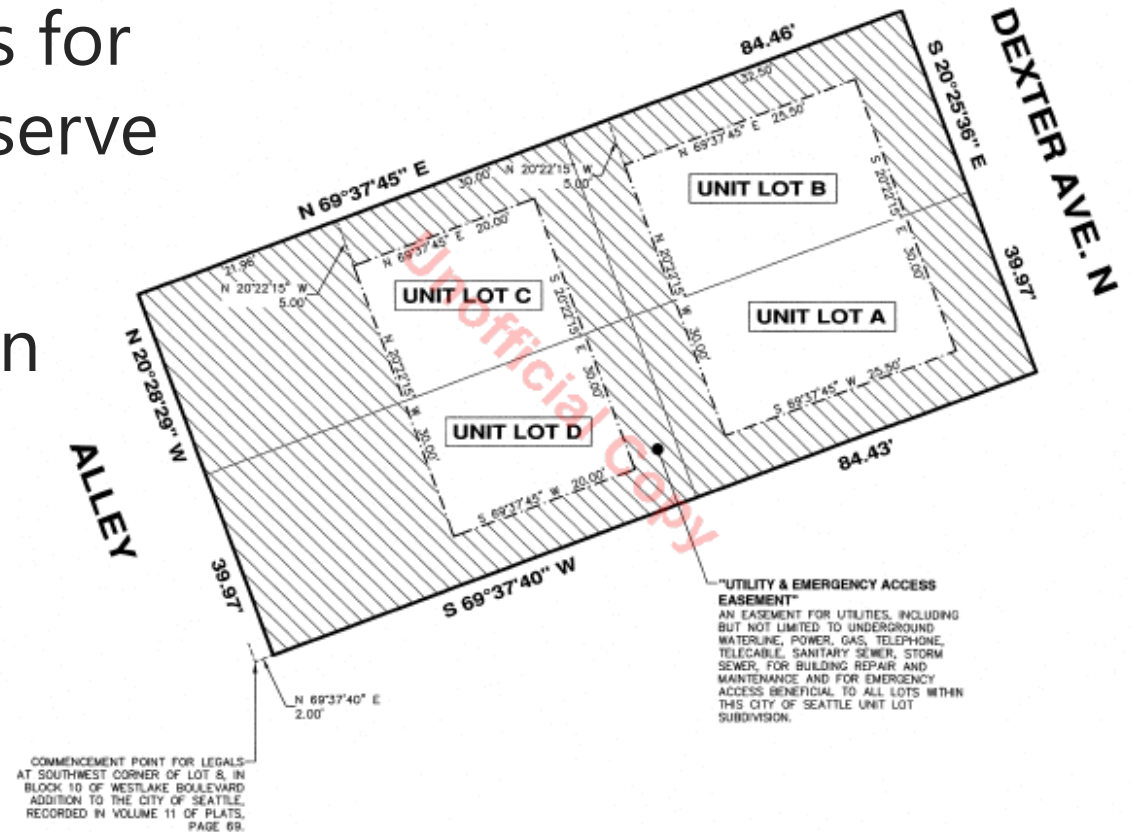 s for
serve
n
DEXTER AVE. N
84.46'
32.50'
S 20°25'36" E
N 69°37'45" E 25.50'
N 69°37'45" E
30.00'
N 20°22'15" W
5.00'
UNIT LOT B
S 20°22'15" E 30.00'
N 69°37'45" E 20.00'
21.96'
N 20°22'15" W
5.00'
UNIT LOT C
N 20°22'15" W 30.00'
39.97'
S 20°22'15" E 30.00'
UNIT LOT A
N 20°28'29" W
N 20°22'15" W 30.00'
S 69°37'45" W 25.50'
UNIT LOT D
84.43'
ALLEY
S 69°37'45" W 20.00'
Unofficial Copy
39.97'
S 69°37'40" W
"UTILITY & EMERGENCY ACCESS
EASEMENT"
AN EASEMENT FOR UTILITIES, INCLUDING
BUT NOT LIMITED TO UNDERGROUND
WATERLINE, POWER, GAS, TELEPHONE,
TELECABLE, SANITARY SEWER, STORM
SEWER, FOR BUILDING REPAIR AND
MAINTENANCE AND FOR EMERGENCY
ACCESS BENEFICIAL TO ALL LOTS WITHIN
THIS CITY OF SEATTLE UNIT LOT
SUBDIVISION.
N 69°37'40" E
2.00'
COMMENCEMENT POINT FOR LEGALS
AT SOUTHWEST CORNER OF LOT 8, IN
BLOCK 10 OF WESTLAKE BOULEVARD
ADDITION TO THE CITY OF SEATTLE,
RECORDED IN VOLUME 11 OF PLATS,
PAGE 69.